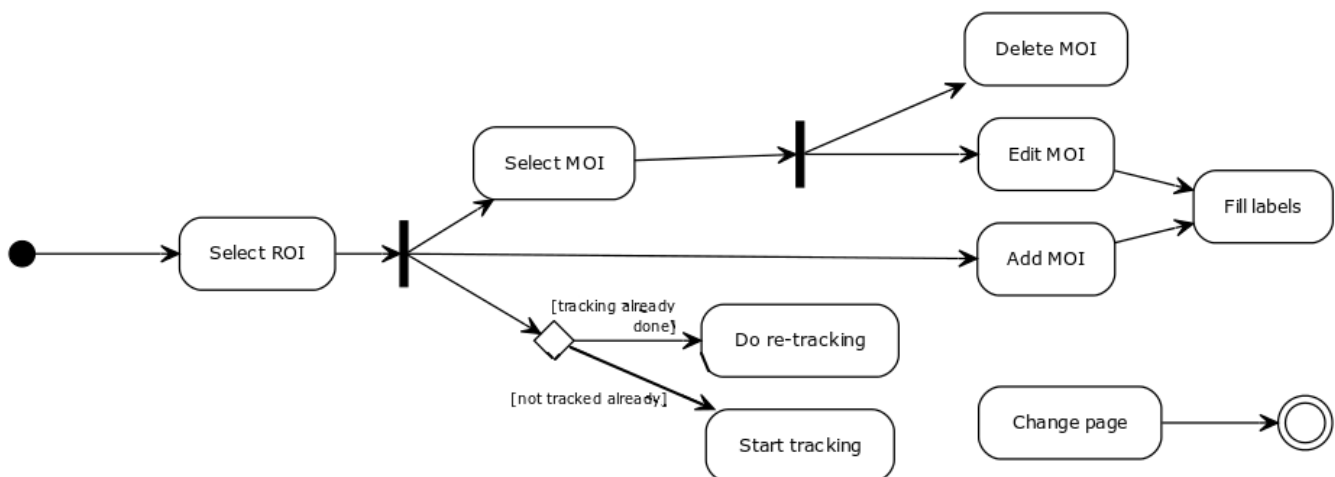 Delete MOI
Select MOI
Edit MOI
Fill labels
Select ROI
Add MOI
[tracking already
done]
Do re-tracking
[not tracked already]
Change page
Start tracking